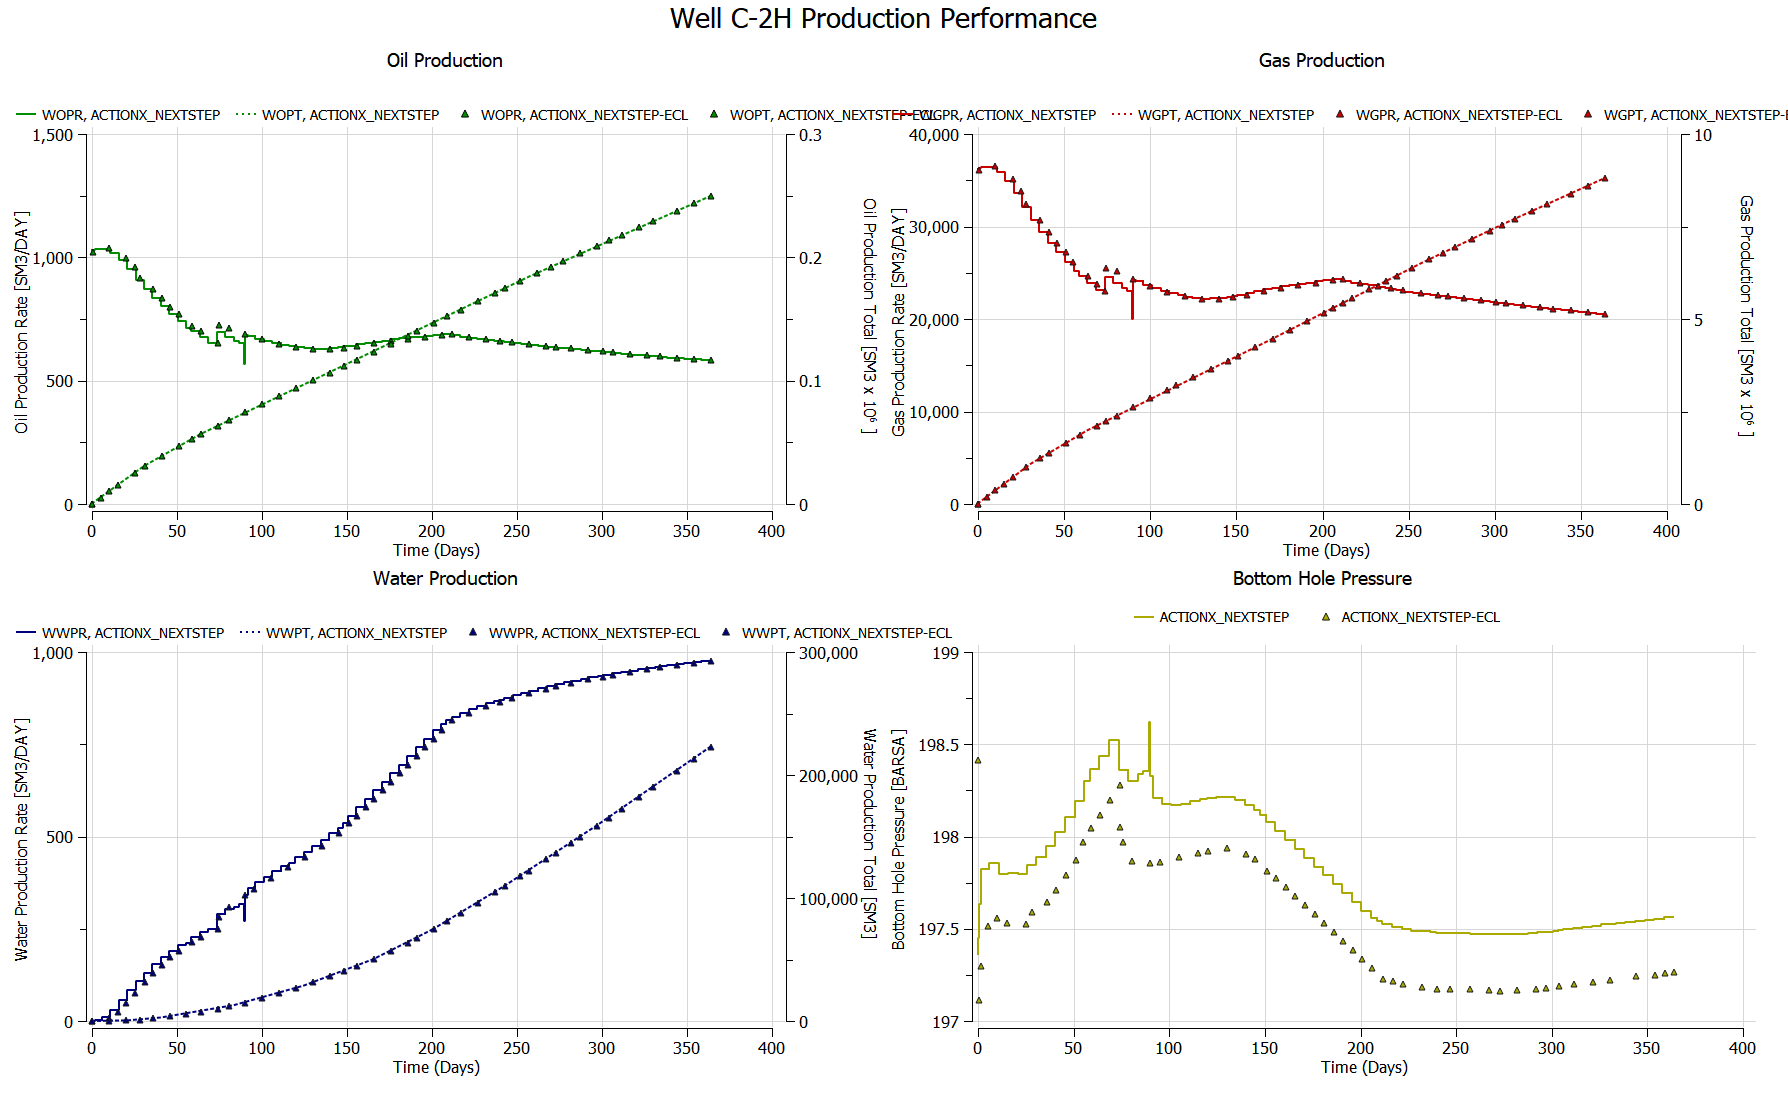 Well C-2H Production Performance
Oil Production
WOPR, ACTIONX_NEXTSTEP
WOPT, ACTIONX_NEXTSTEP
WOPR, ACTIONX_NEXTSTEP-ECL
WOPT, ACTIONX_NEXTSTEP-ECL
1,500
1,000
500
0
0.3
0.2
0.1
0
Oil Production Rate [SM3/DAY]
Oil Production Total [SM3 x 10⁶ ]
0 50 100 150 200 250 300 350 400
Time (Days)
Gas Production
WGPR, ACTIONX_NEXTSTEP
WGPT, ACTIONX_NEXTSTEP
WGPR, ACTIONX_NEXTSTEP-ECL
WGPT, ACTIONX_NEXTSTEP-E
40,000
30,000
20,000
10,000
0
10
5
0
Gas Production Rate [SM3/DAY]
Gas Production Total [SM3 x 10⁶ ]
0 50 100 150 200 250 300 350 400
Time (Days)
Water Production
WWPR, ACTIONX_NEXTSTEP
WWPT, ACTIONX_NEXTSTEP
WWPR, ACTIONX_NEXTSTEP-ECL
WWPT, ACTIONX_NEXTSTEP-ECL
1,000
500
0
300,000
200,000
100,000
0
Water Production Rate [SM3/DAY]
Water Production Total [SM3 ]
0 50 100 150 200 250 300 350 400
Time (Days)
Bottom Hole Pressure
ACTIONX_NEXTSTEP
ACTIONX_NEXTSTEP-ECL
199
198.5
198
197.5
197
Bottom Hole Pressure [BARSA]
0 50 100 150 200 250 300 350 400
Time (Days)